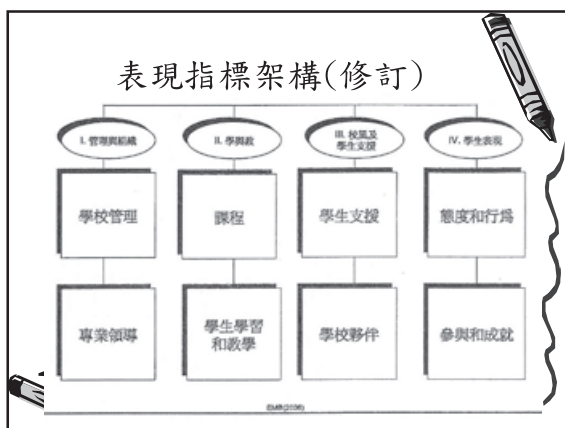 表現指標架構(修訂)
I. 管理與組織
II. 學與教
III. 校風及
學生支援
IV. 學生表現
學校管理
課程
學生支援
態度和行為
專業領導
學生學習
和教學
學校夥伴
參與和成就